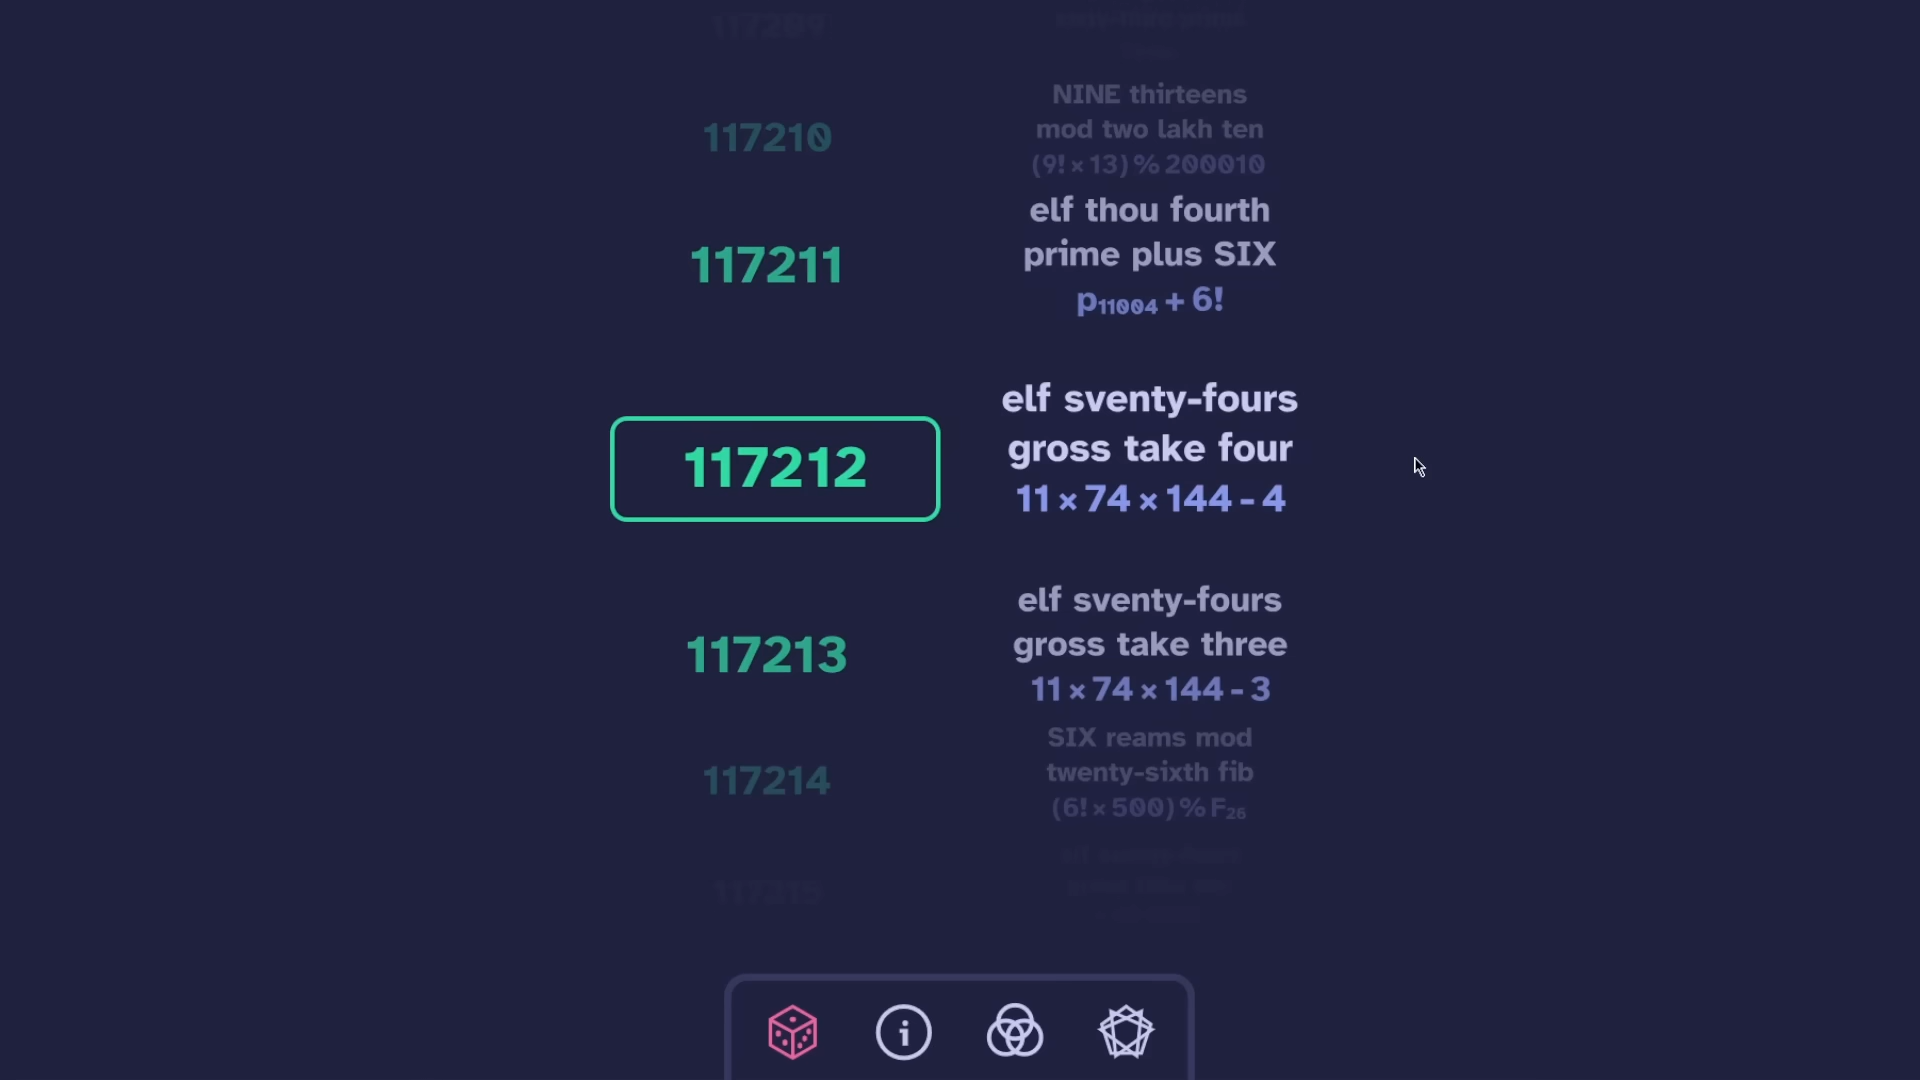 117210
NINE thirteens
mod two lakh ten
(9! × 13) % 200010
117211
elf thou fourth
prime plus SIX
p₁₁₀₀₄ + 6!
117212
elf sventy-fours
gross take four
11 × 74 × 144 - 4
117213
elf sventy-fours
gross take three
11 × 74 × 144 - 3
117214
SIX reams mod
twenty-sixth fib
(6! × 500) % F₂₆
117215